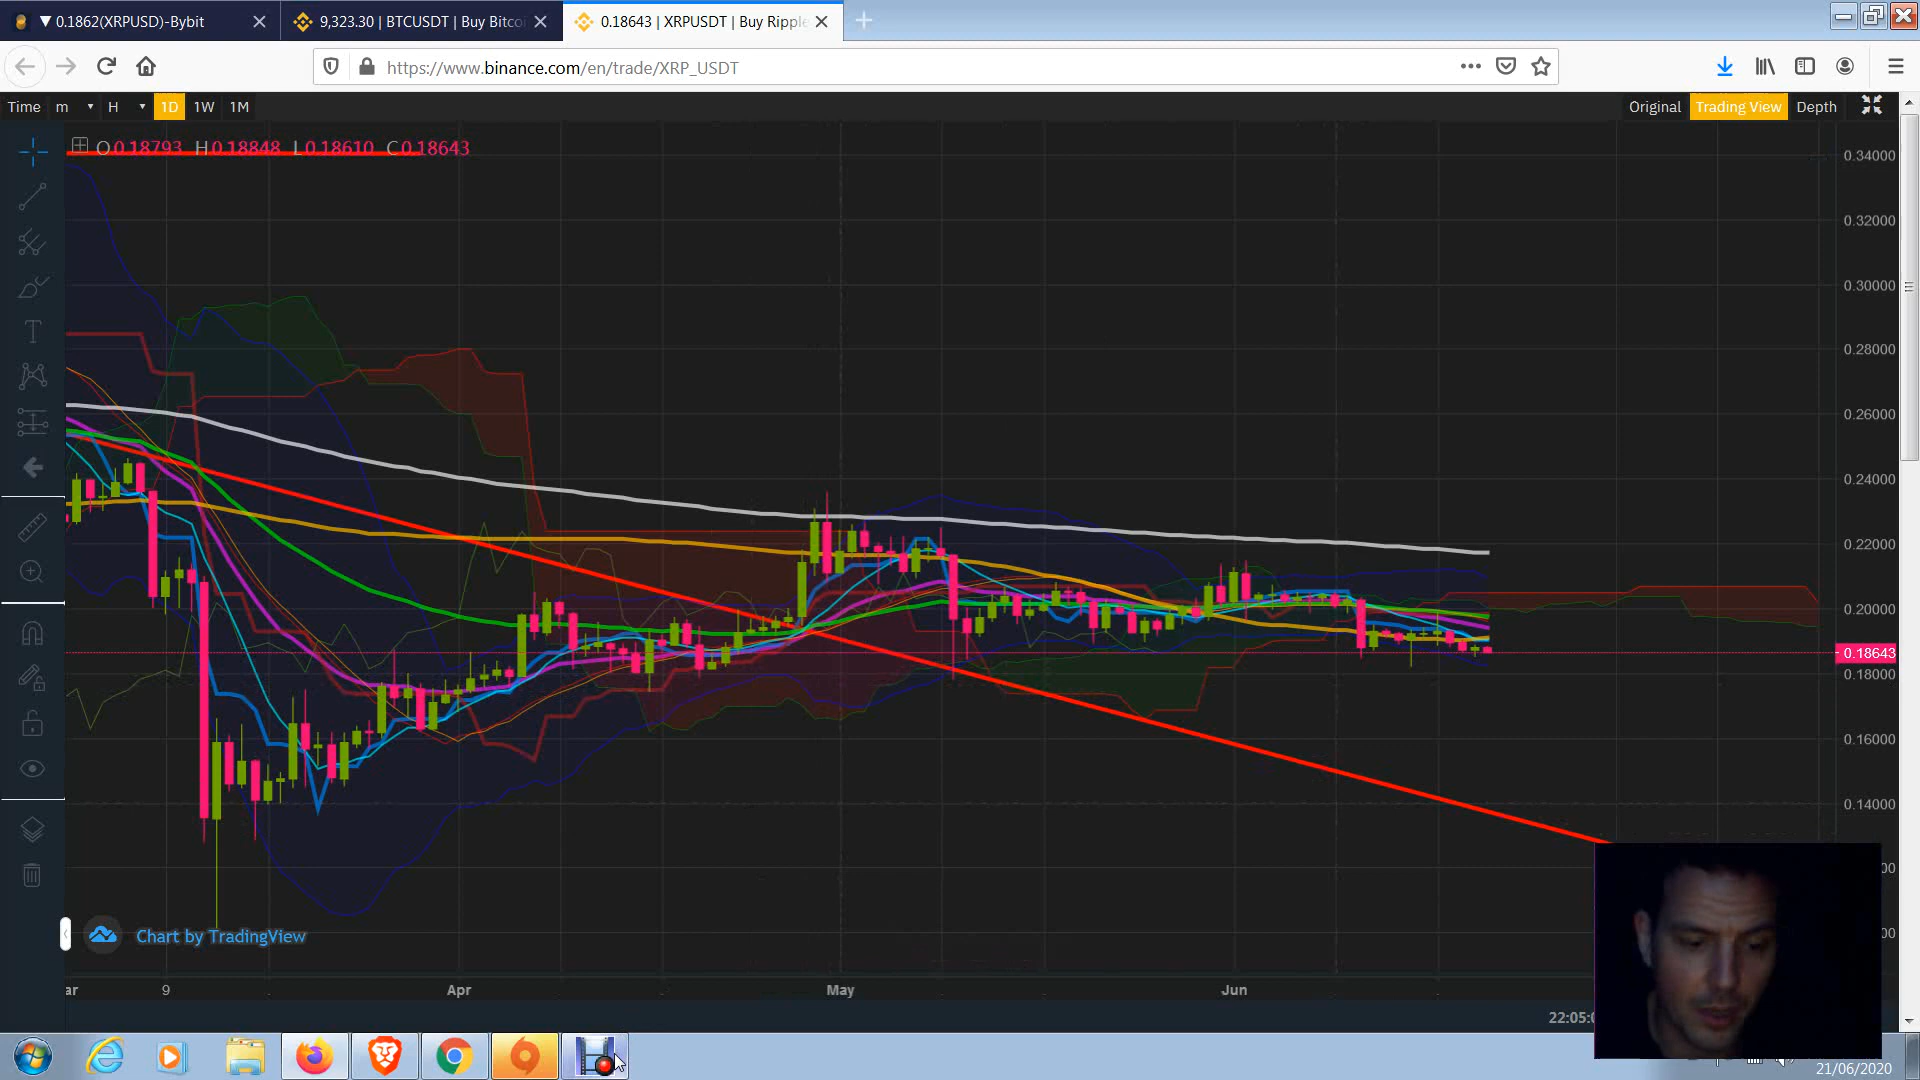 ▼ 0.1862(XRPUSD)-Bybit
9,323.30 | BTCUSDT | Buy Bitcoi
0.18643 | XRPUSDT | Buy Ripple
https://www.binance.com/en/trade/XRP_USDT
Time m H 1D 1W 1M
Original Trading View Depth
O 0.18793 H 0.18848 L 0.18610 C 0.18643
0.34000
0.32000
0.30000
0.28000
0.26000
0.24000
0.22000
0.20000
0.18643
0.18000
0.16000
0.14000
Chart by TradingView
9 Apr May Jun
21/06/2020